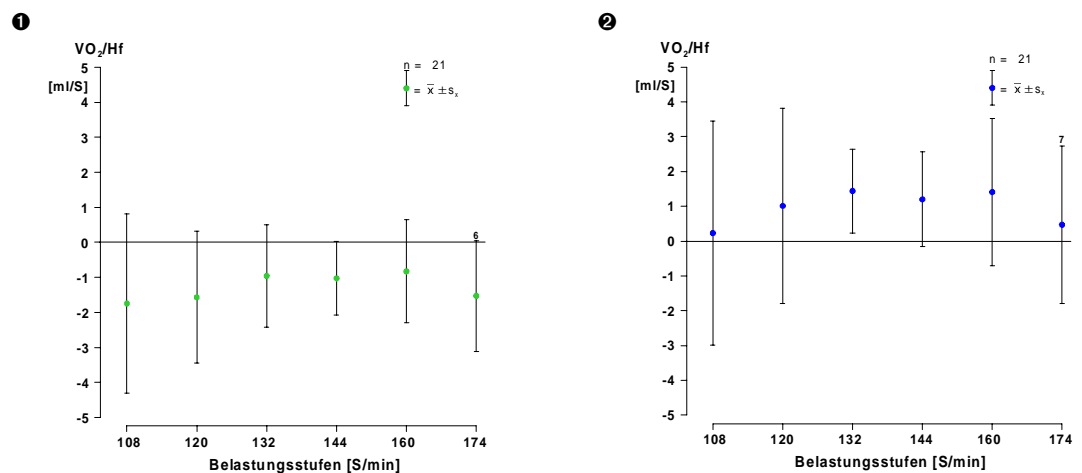 ❶
VO₂/Hf
[ml/S]
n = 21
= x̅ ± sₓ
5
4
3
2
1
0
-1
-2
-3
-4
-5
6
108 120 132 144 160 174
Belastungsstufen [S/min]
❷
VO₂/Hf
[ml/S]
n = 21
= x̅ ± sₓ
5
4
3
2
1
0
-1
-2
-3
-4
-5
7
108 120 132 144 160 174
Belastungsstufen [S/min]